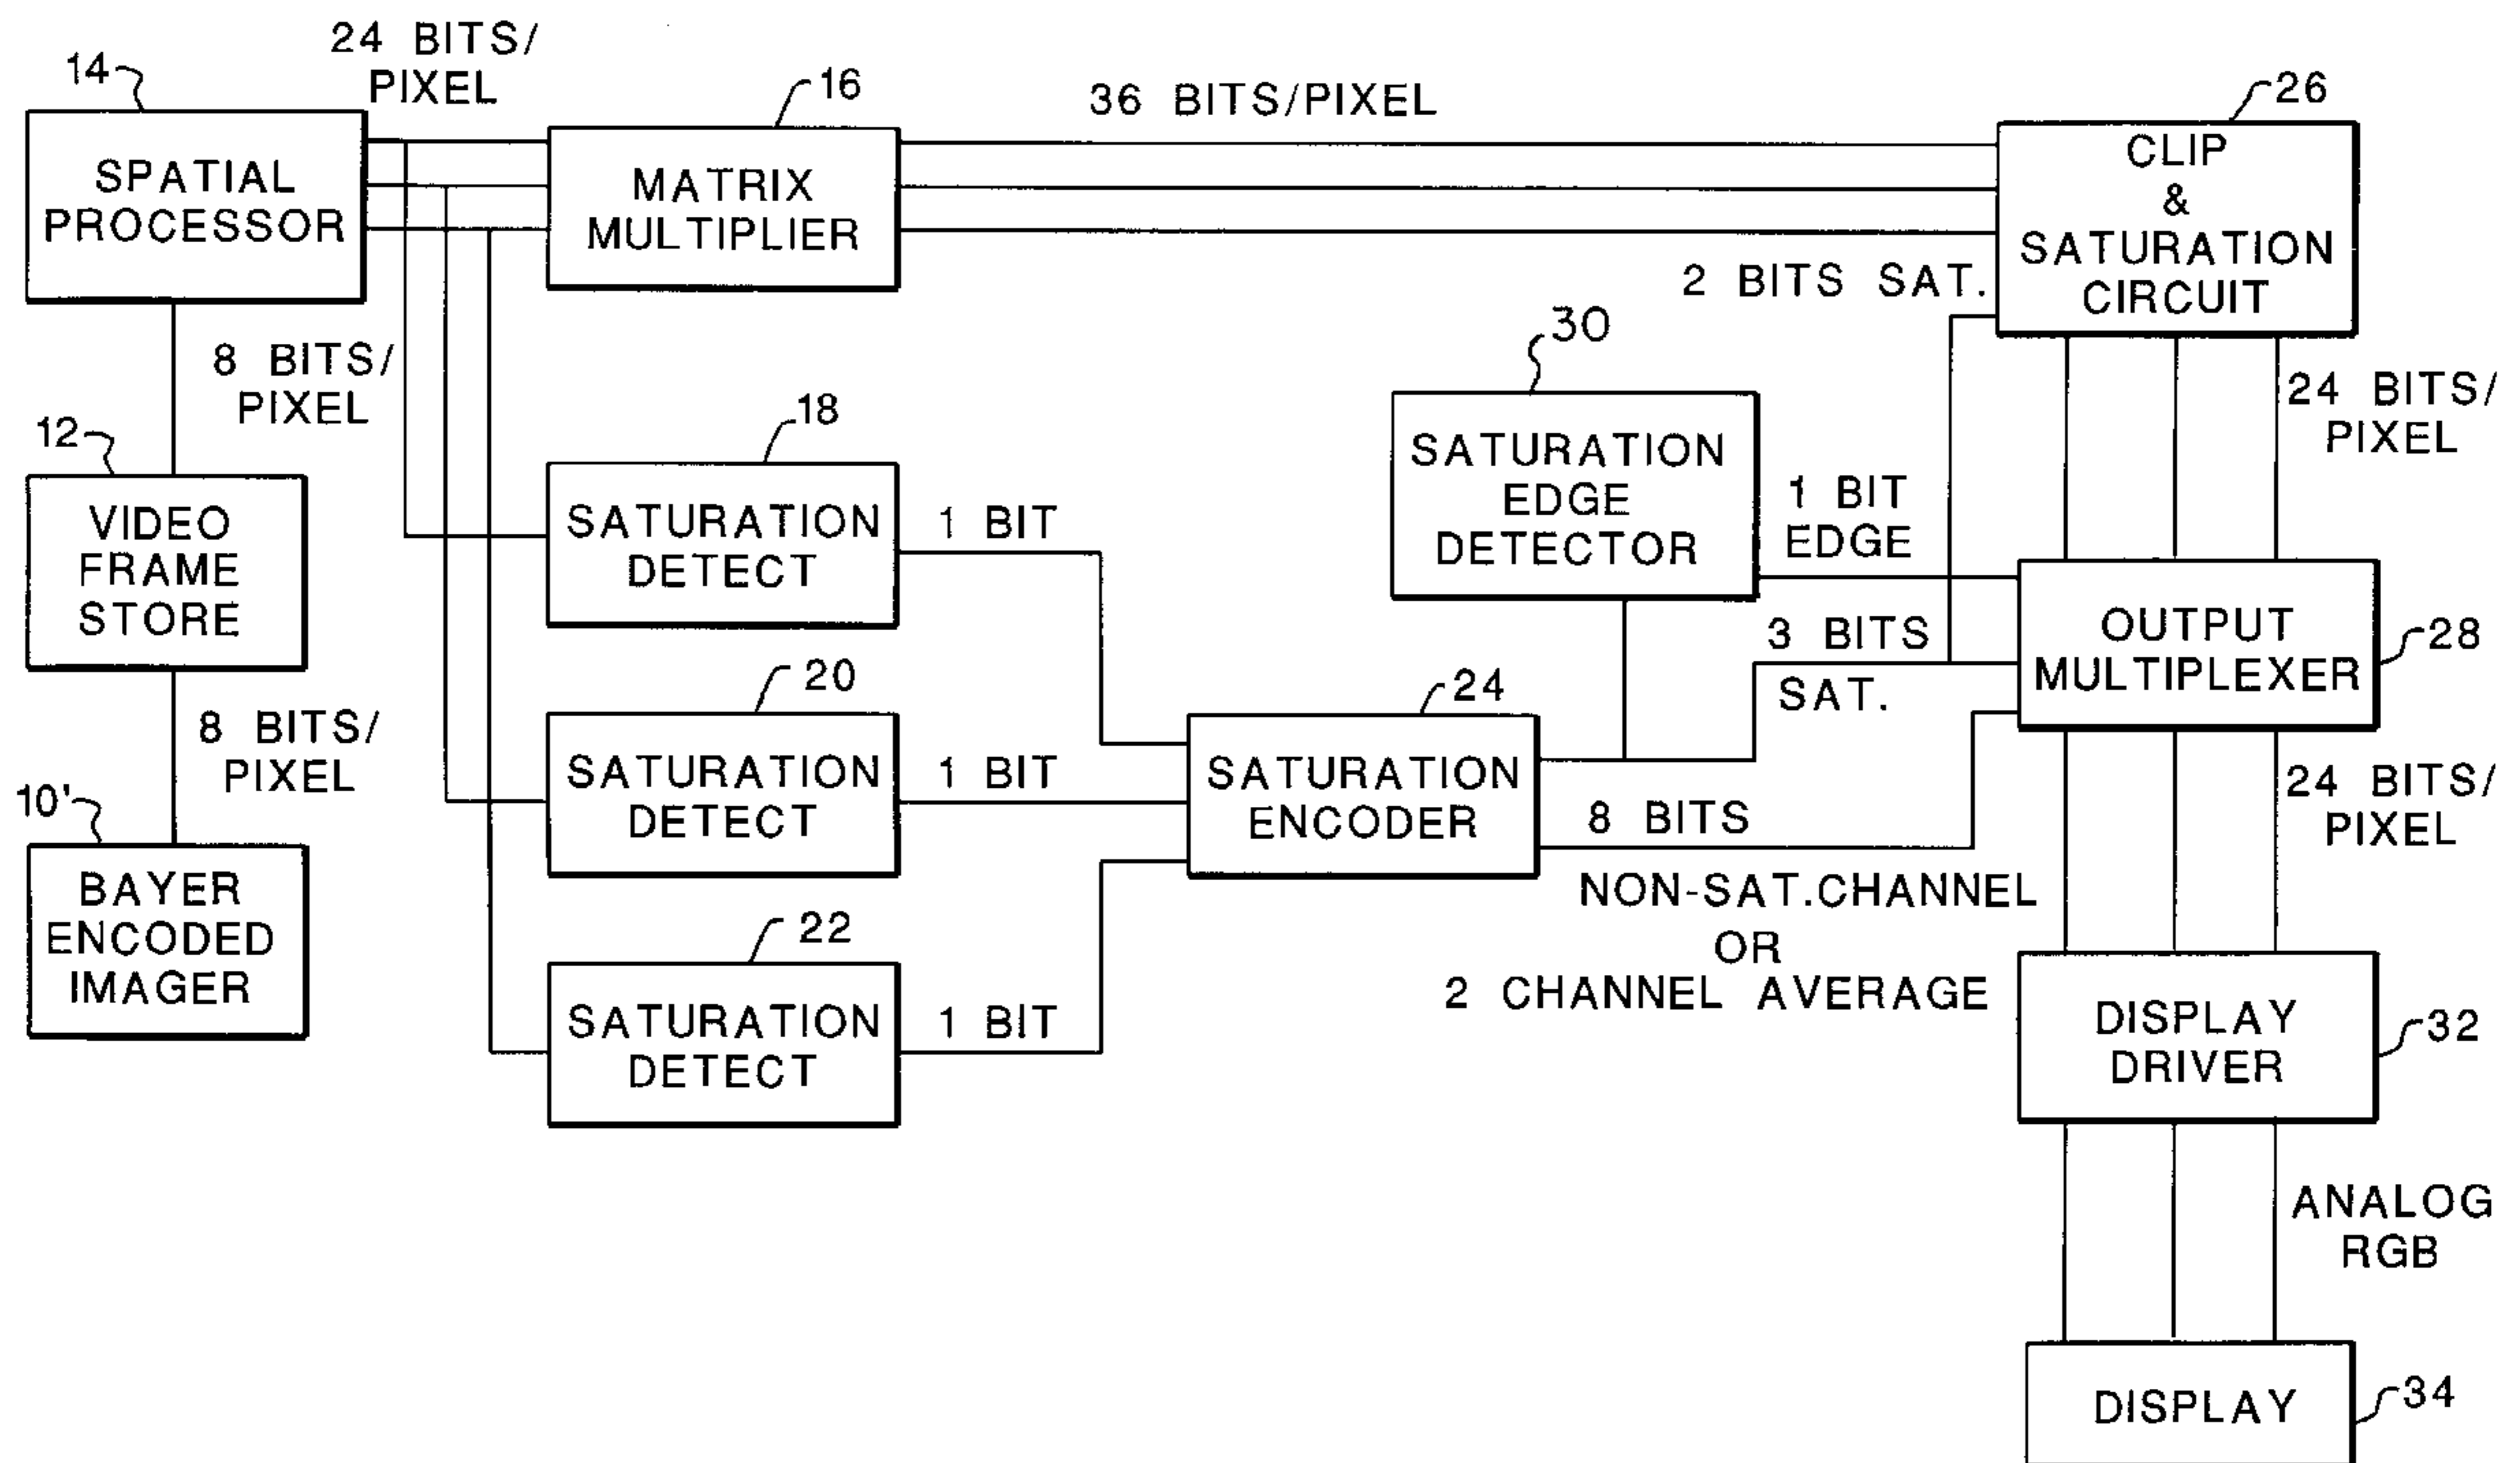 24 BITS/
PIXEL
14
SPATIAL
PROCESSOR
16
MATRIX
MULTIPLIER
36 BITS/PIXEL
26
CLIP
&
SATURATION
CIRCUIT
2 BITS SAT.
8 BITS/
PIXEL
12
VIDEO
FRAME
STORE
8 BITS/
PIXEL
10'
BAYER
ENCODED
IMAGER
18
SATURATION
DETECT
1 BIT
20
SATURATION
DETECT
1 BIT
22
SATURATION
DETECT
1 BIT
24
SATURATION
ENCODER
30
SATURATION
EDGE
DETECTOR
1 BIT
EDGE
3 BITS
SAT.
8 BITS
NON-SAT.CHANNEL
OR
2 CHANNEL AVERAGE
24 BITS/
PIXEL
OUTPUT
MULTIPLEXER
28
24 BITS/
PIXEL
DISPLAY
DRIVER
32
ANALOG
RGB
DISPLAY
34